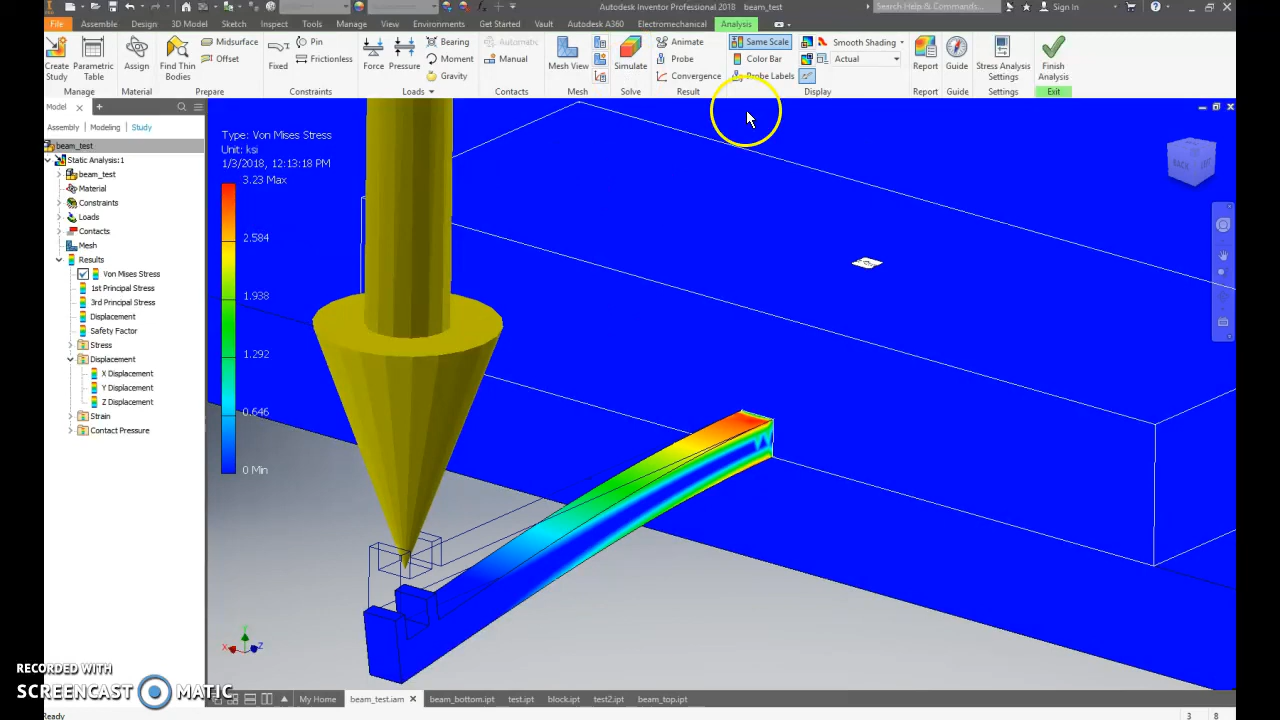 Autodesk Inventor Professional 2018 beam_test
Search Help & Commands...
Sign In
File
Assemble
Design
3D Model
Sketch
Inspect
Tools
Manage
View
Environments
Get Started
Vault
Autodesk A360
Electromechanical
Analysis
Create Study
Parametric Table
Manage
Assign
Material
Find Thin Bodies
Midsurface
Offset
Prepare
Fixed
Pin
Frictionless
Constraints
Force
Pressure
Bearing
Moment
Gravity
Loads
Automatic
Manual
Contacts
Mesh View
Mesh
Simulate
Solve
Animate
Probe
Convergence
Result
Same Scale
Color Bar
Probe Labels
Smooth Shading
Actual
Display
Report
Report
Guide
Guide
Stress Analysis Settings
Settings
Finish Analysis
Exit
Model
Assembly
Modeling
Study
beam_test
Static Analysis:1
beam_test
Material
Constraints
Loads
Contacts
Mesh
Results
Von Mises Stress
1st Principal Stress
3rd Principal Stress
Displacement
Safety Factor
Stress
Displacement
X Displacement
Y Displacement
Z Displacement
Strain
Contact Pressure
Type: Von Mises Stress
Unit: ksi
1/3/2018, 12:13:18 PM
3.23 Max
2.584
1.938
1.292
0.646
0 Min
BACK
LEFT
X
Y
Z
RECORDED WITH
SCREENCAST MATIC
My Home
beam_test.iam
beam_bottom.ipt
test.ipt
block.ipt
test2.ipt
beam_top.ipt
Ready
3
8